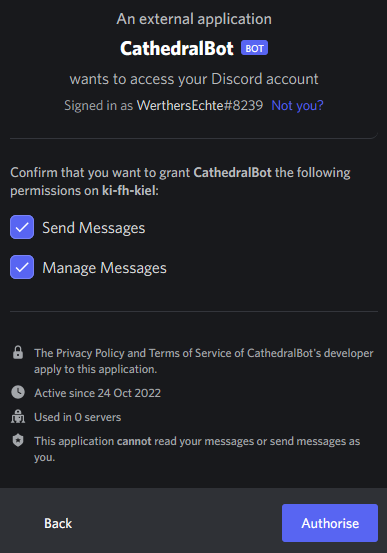 An external application
CathedralBot BOT
wants to access your Discord account
Signed in as WerthersEchte#8239 Not you?
Confirm that you want to grant CathedralBot the following
permissions on ki-fh-kiel:
Send Messages
Manage Messages
The Privacy Policy and Terms of Service of CathedralBot's developer
apply to this application.
Active since 24 Oct 2022
Used in 0 servers
This application cannot read your messages or send messages as
you.
Back
Authorise